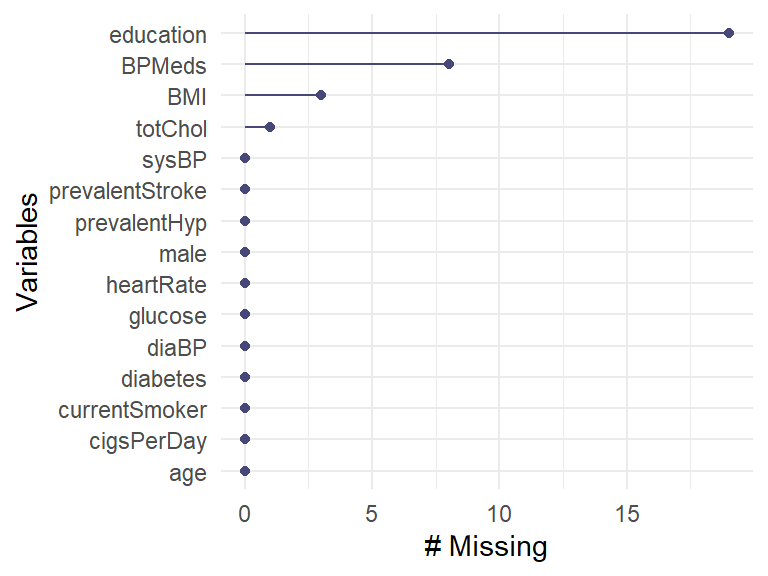 education
BPMeds
BMI
totChol
sysBP
prevalentStroke
prevalentHyp
male
heartRate
glucose
diaBP
diabetes
currentSmoker
cigsPerDay
age
Variables
0 5 10 15
# Missing